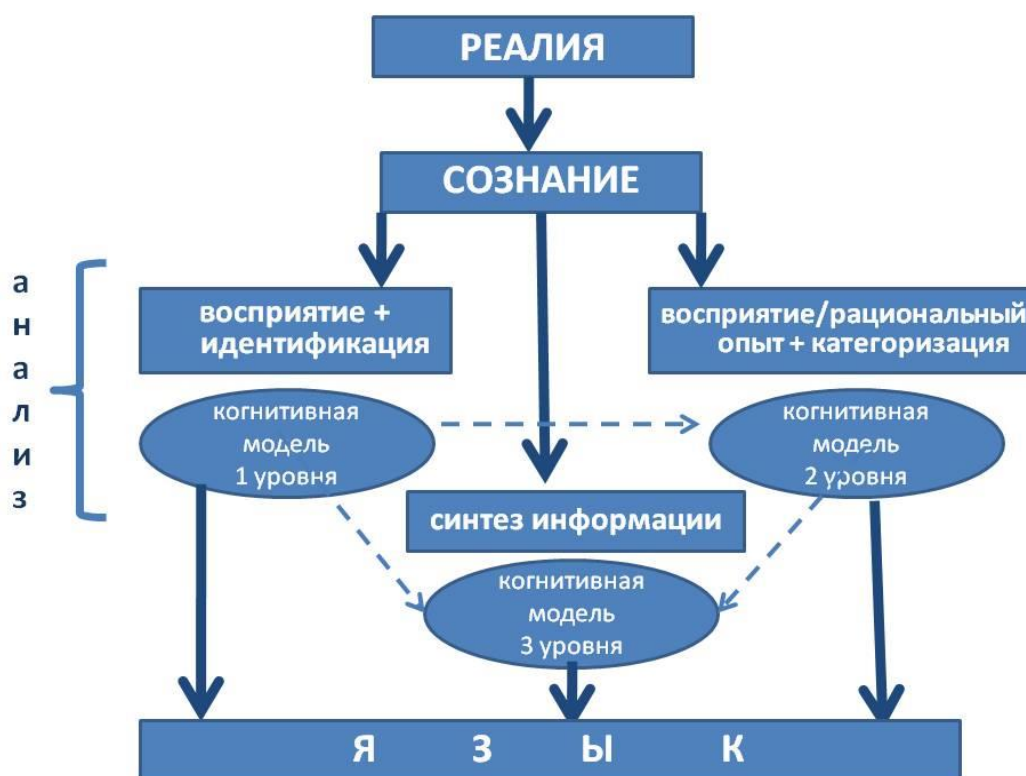 РЕАЛИЯ
СОЗНАНИЕ
анализ
восприятие +
идентификация
восприятие/рациональный
опыт + категоризация
когнитивная
модель
1 уровня
когнитивная
модель
2 уровня
синтез информации
когнитивная
модель
3 уровня
Я З Ы К